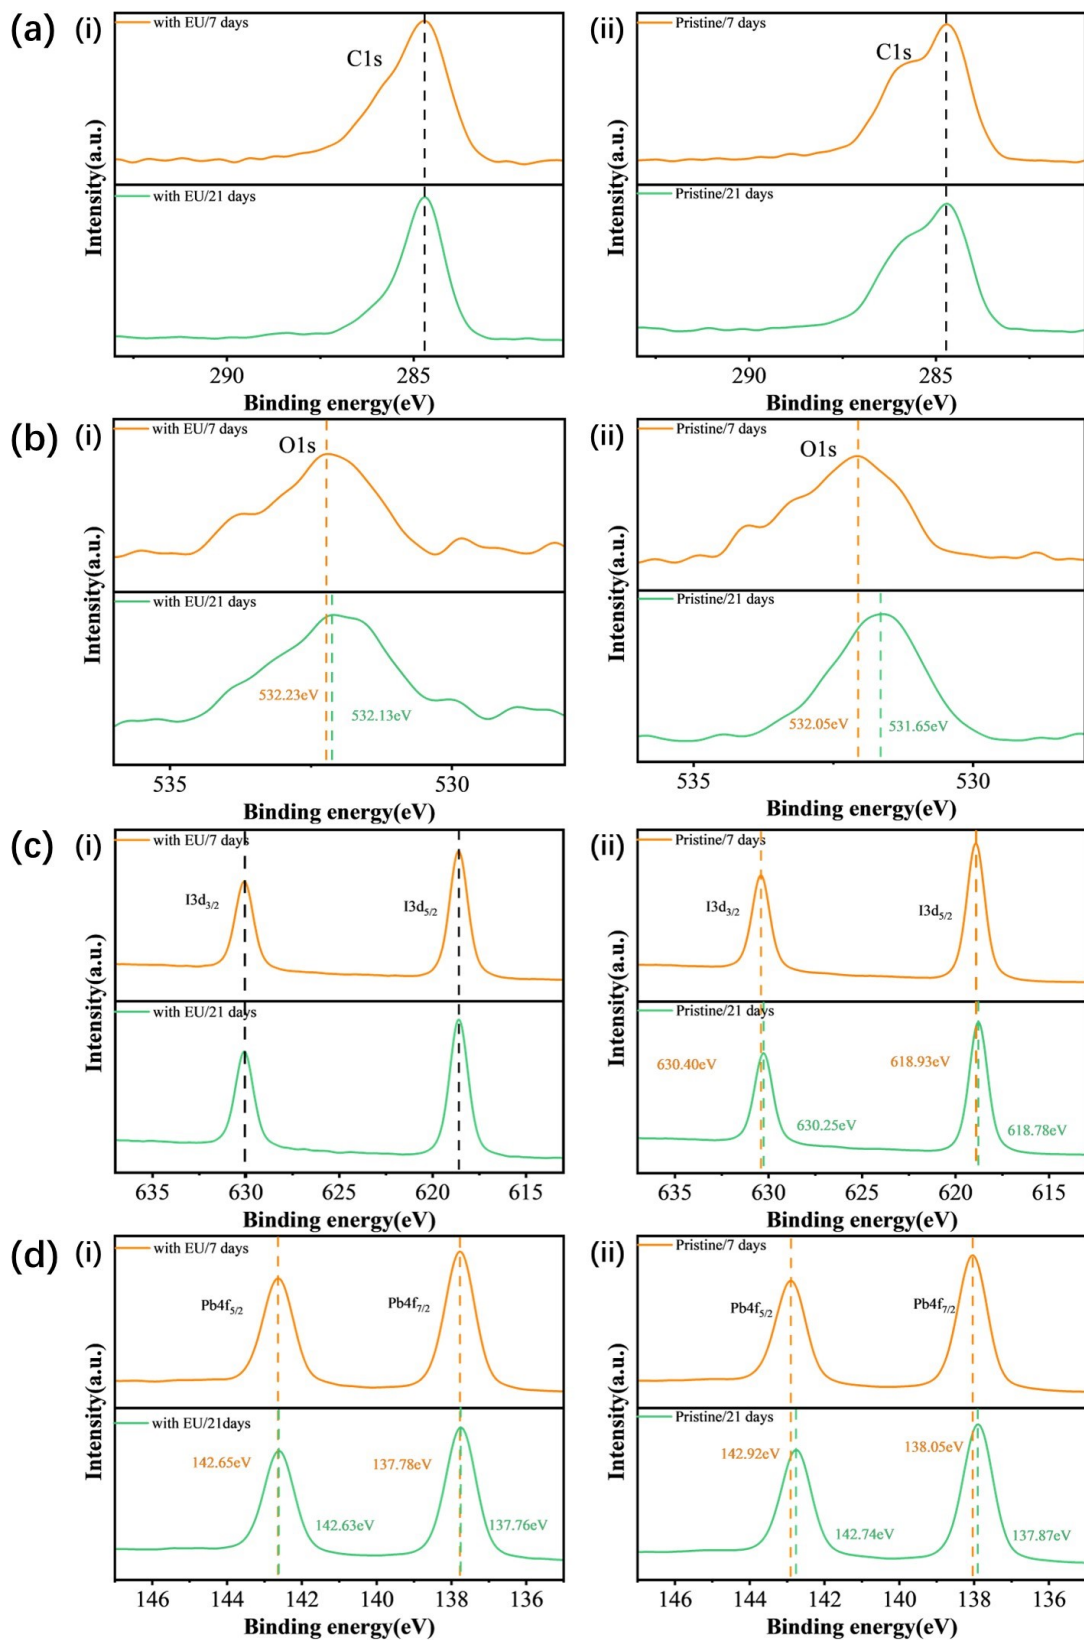 (a) (i) with EU/7 days
C1s
with EU/21 days
Intensity(a.u.)
290 285
Binding energy(eV)
(ii) Pristine/7 days
C1s
Pristine/21 days
Intensity(a.u.)
290 285
Binding energy(eV)
(b) (i) with EU/7 days
O1s
with EU/21 days
532.23eV
532.13eV
Intensity(a.u.)
535 530
Binding energy(eV)
(ii) Pristine/7 days
O1s
Pristine/21 days
532.05eV
531.65eV
Intensity(a.u.)
535 530
Binding energy(eV)
(c) (i) with EU/7 days
I3d3/2
I3d5/2
with EU/21 days
Intensity(a.u.)
635 630 625 620 615
Binding energy(eV)
(ii) Pristine/7 days
I3d3/2
I3d5/2
Pristine/21 days
630.40eV
618.93eV
630.25eV
618.78eV
Intensity(a.u.)
635 630 625 620 615
Binding energy(eV)
(d) (i) with EU/7 days
Pb4f5/2
Pb4f7/2
with EU/21days
142.65eV
137.78eV
142.63eV
137.76eV
Intensity(a.u.)
146 144 142 140 138 136
Binding energy(eV)
(ii) Pristine/7 days
Pb4f5/2
Pb4f7/2
Pristine/21 days
142.92eV
138.05eV
142.74eV
137.87eV
Intensity(a.u.)
146 144 142 140 138 136
Binding energy(eV)